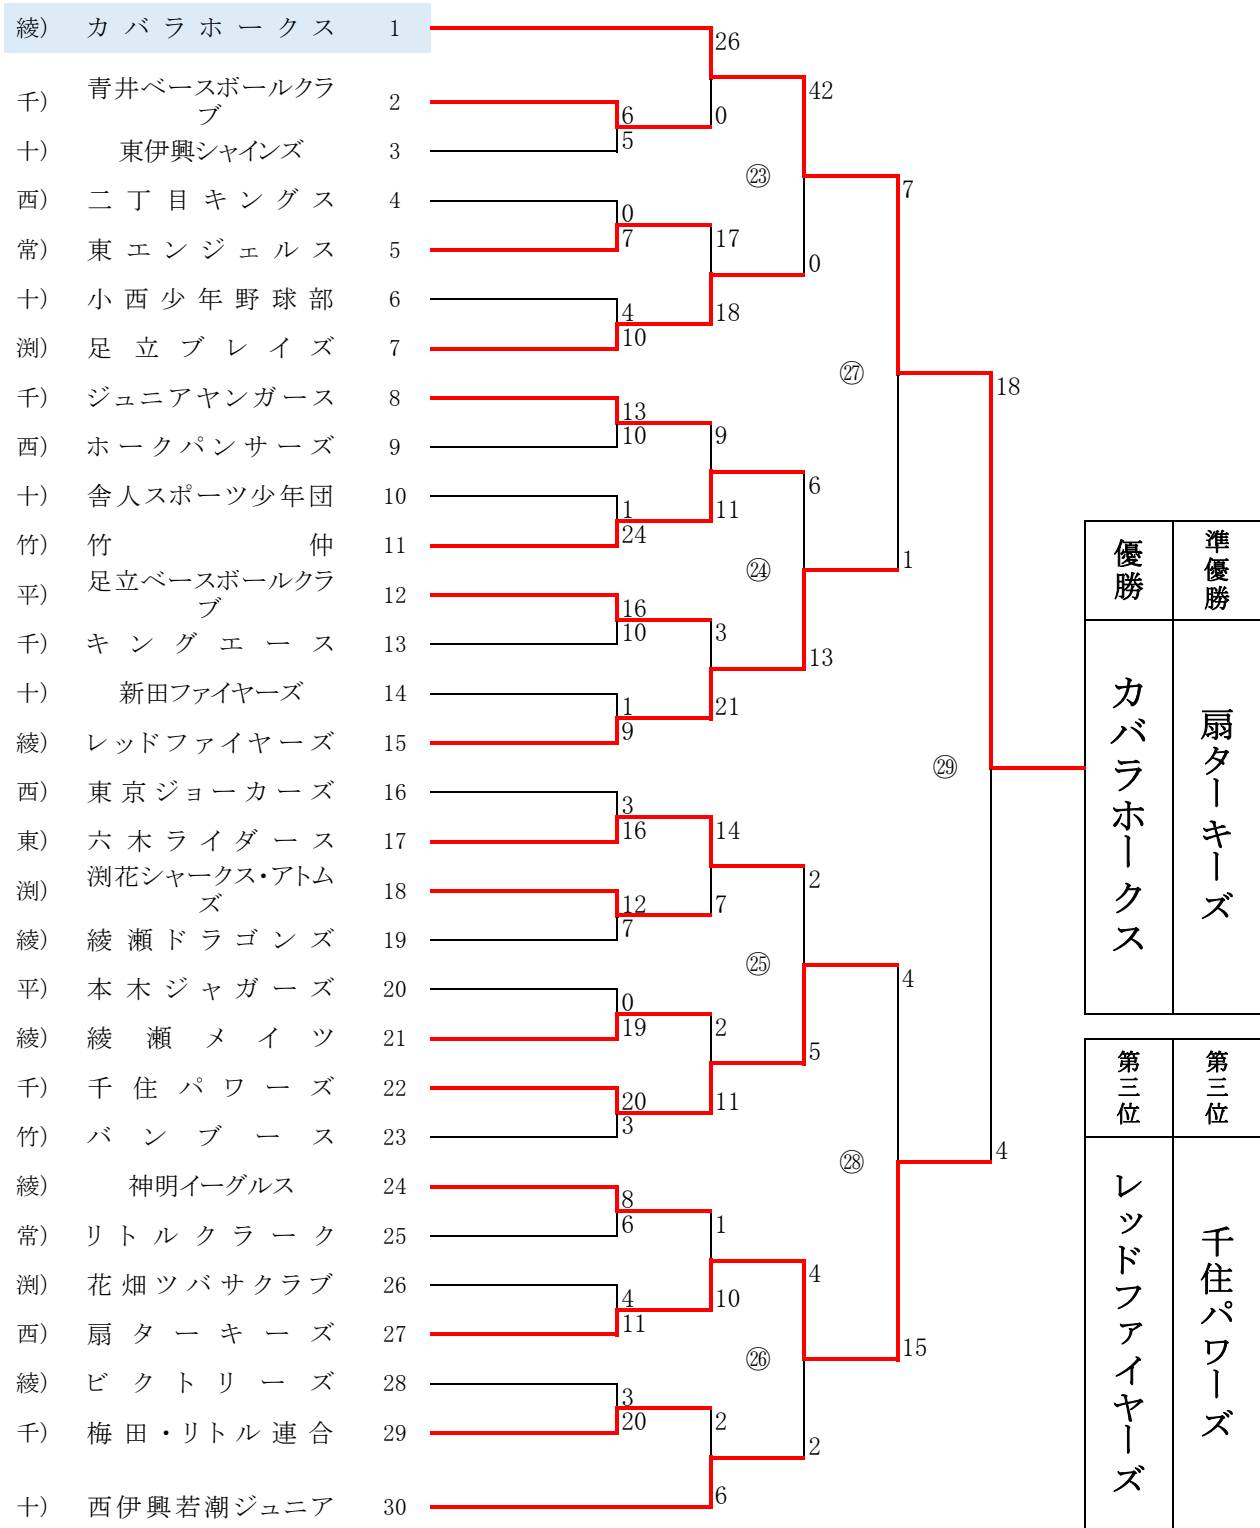 綾) カバラホークス 1
千) 青井ベースボールクラ
ブ 2
十) 東伊興シャインズ 3
西) 二丁目キングス 4
常) 東エンジェルス 5
十) 小西少年野球部 6
渕) 足立ブレイズ 7
千) ジュニアヤンガース 8
西) ホークパンサーズ 9
十) 舎人スポーツ少年団 10
竹) 竹仲 11
平) 足立ベースボールクラ
ブ 12
千) キングエース 13
十) 新田ファイヤーズ 14
綾) レッドファイヤーズ 15
西) 東京ジョーカーズ 16
東) 六木ライダース 17
渕) 渕花シャークス・アトム
ズ 18
綾) 綾瀬ドラゴンズ 19
平) 本木ジャガーズ 20
綾) 綾瀬メイツ 21
千) 千住パワーズ 22
竹) バンブース 23
綾) 神明イーグルス 24
常) リトルクラーク 25
渕) 花畑ツバサクラブ 26
西) 扇ターキーズ 27
綾) ビクトリーズ 28
千) 梅田・リトル連合 29
十) 西伊興若潮ジュニア 30
6
5
0
7
4
10
13
10
1
24
16
10
1
9
3
16
12
7
0
19
20
3
8
6
4
11
3
20
26
0
17
18
9
11
3
21
14
7
2
11
1
10
2
6
42
㉓
0
6
㉔
13
2
㉕
5
4
㉖
2
7
㉗
1
4
㉘
15
18
㉙
4
優勝
カバラホークス
準優勝
扇ターキーズ
第三位
レッドファイヤーズ
第三位
千住パワーズ